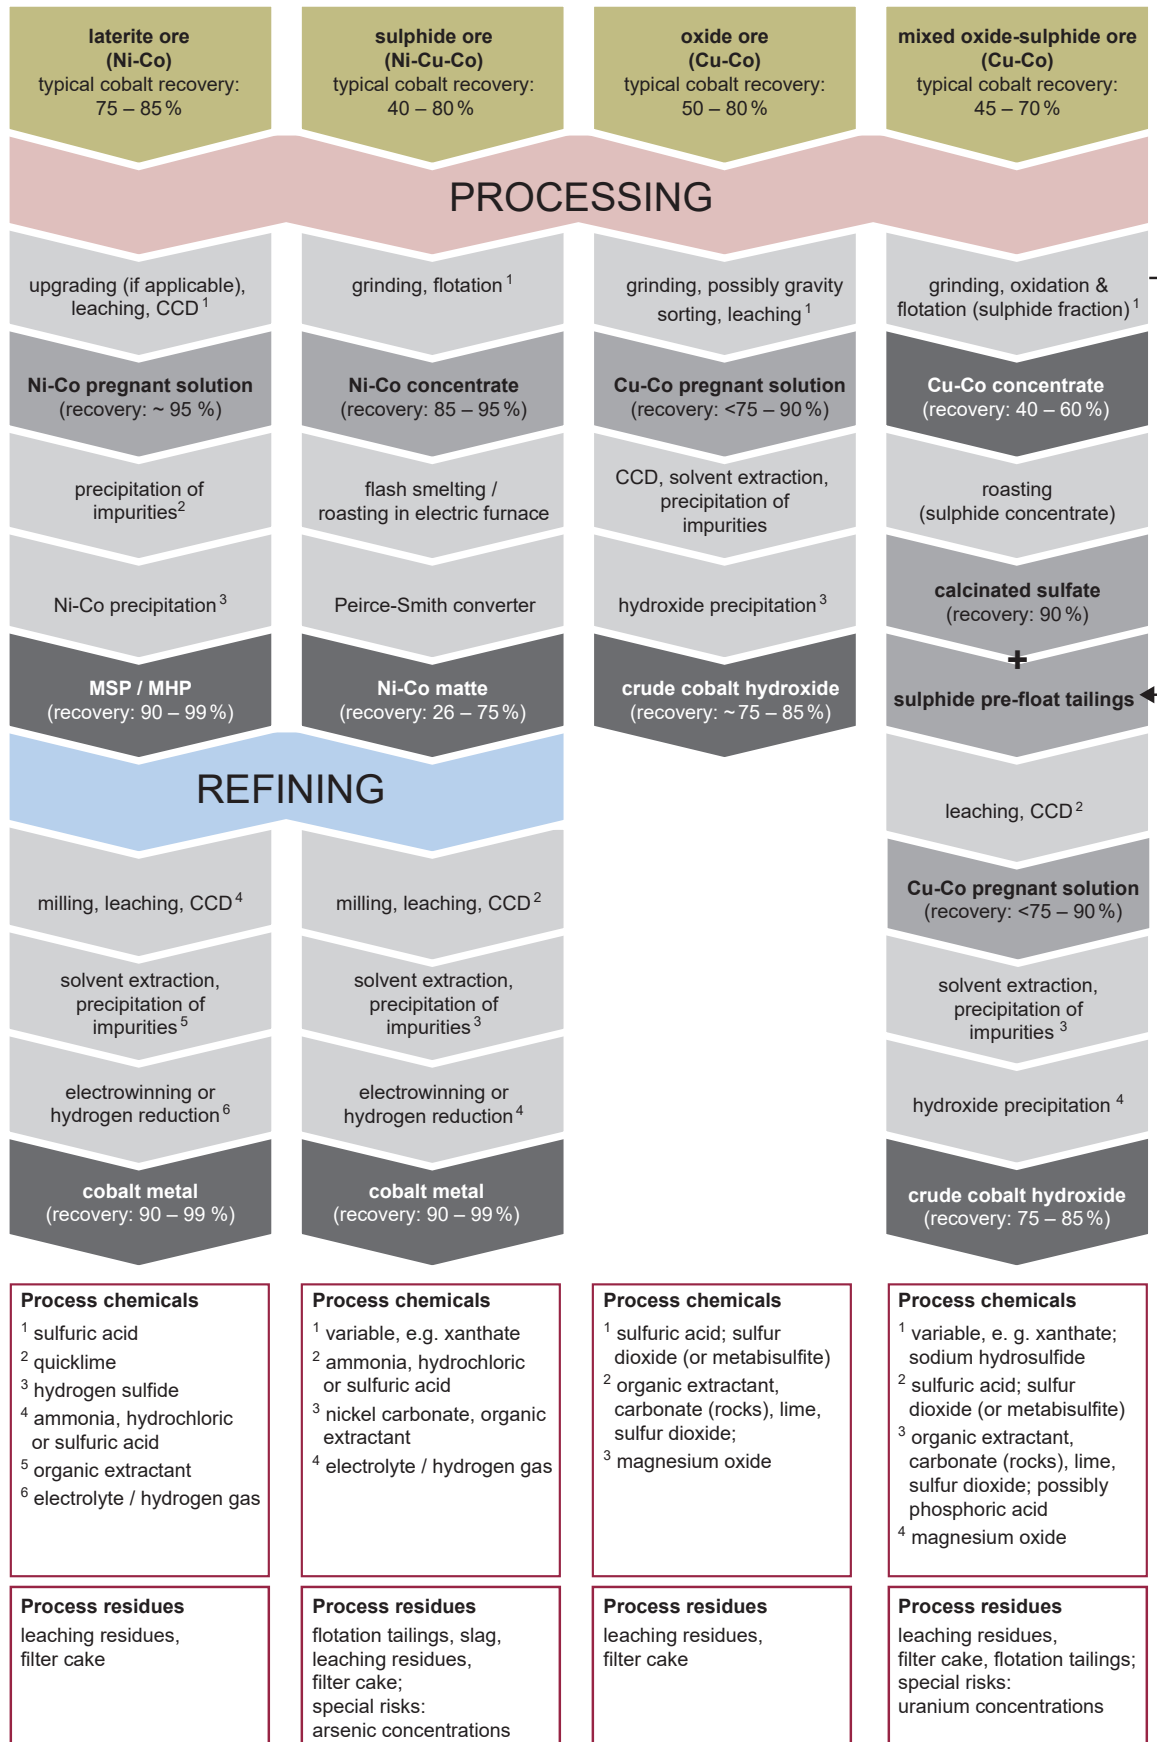 laterite ore
(Ni-Co)
typical cobalt recovery:
75 – 85 %
sulphide ore
(Ni-Cu-Co)
typical cobalt recovery:
40 – 80 %
oxide ore
(Cu-Co)
typical cobalt recovery:
50 – 80 %
mixed oxide-sulphide ore
(Cu-Co)
typical cobalt recovery:
45 – 70 %
PROCESSING
upgrading (if applicable),
leaching, CCD 1
Ni-Co pregnant solution
(recovery: ~ 95 %)
precipitation of
impurities2
Ni-Co precipitation 3
MSP / MHP
(recovery: 90 – 99 %)
grinding, flotation 1
Ni-Co concentrate
(recovery: 85 – 95 %)
flash smelting /
roasting in electric furnace
Peirce-Smith converter
Ni-Co matte
(recovery: 26 – 75 %)
REFINING
milling, leaching, CCD 4
solvent extraction,
precipitation of
impurities 5
electrowinning or
hydrogen reduction 6
cobalt metal
(recovery: 90 – 99 %)
milling, leaching, CCD 2
solvent extraction,
precipitation of
impurities 3
electrowinning or
hydrogen reduction 4
cobalt metal
(recovery: 90 – 99 %)
grinding, possibly gravity
sorting, leaching 1
Cu-Co pregnant solution
(recovery: <75 – 90 %)
CCD, solvent extraction,
precipitation of
impurities
hydroxide precipitation 3
crude cobalt hydroxide
(recovery: ~ 75 – 85 %)
grinding, oxidation &
flotation (sulphide fraction) 1
Cu-Co concentrate
(recovery: 40 – 60 %)
roasting
(sulphide concentrate)
calcinated sulfate
(recovery: 90 %)
+
sulphide pre-float tailings
leaching, CCD 2
Cu-Co pregnant solution
(recovery: <75 – 90 %)
solvent extraction,
precipitation of
impurities 3
hydroxide precipitation 4
crude cobalt hydroxide
(recovery: 75 – 85 %)
Process chemicals
1 sulfuric acid
2 quicklime
3 hydrogen sulfide
4 ammonia, hydrochloric
or sulfuric acid
5 organic extractant
6 electrolyte / hydrogen gas
Process chemicals
1 variable, e.g. xanthate
2 ammonia, hydrochloric
or sulfuric acid
3 nickel carbonate, organic
extractant
4 electrolyte / hydrogen gas
Process chemicals
1 sulfuric acid; sulfur
dioxide (or metabisulfite)
2 organic extractant,
carbonate (rocks), lime,
sulfur dioxide;
3 magnesium oxide
Process chemicals
1 variable, e. g. xanthate;
sodium hydrosulfide
2 sulfuric acid; sulfur
dioxide (or metabisulfite)
3 organic extractant,
carbonate (rocks), lime,
sulfur dioxide; possibly
phosphoric acid
4 magnesium oxide
Process residues
leaching residues,
filter cake
Process residues
flotation tailings, slag,
leaching residues,
filter cake;
special risks:
arsenic concentrations
Process residues
leaching residues,
filter cake
Process residues
leaching residues,
filter cake, flotation tailings;
special risks:
uranium concentrations